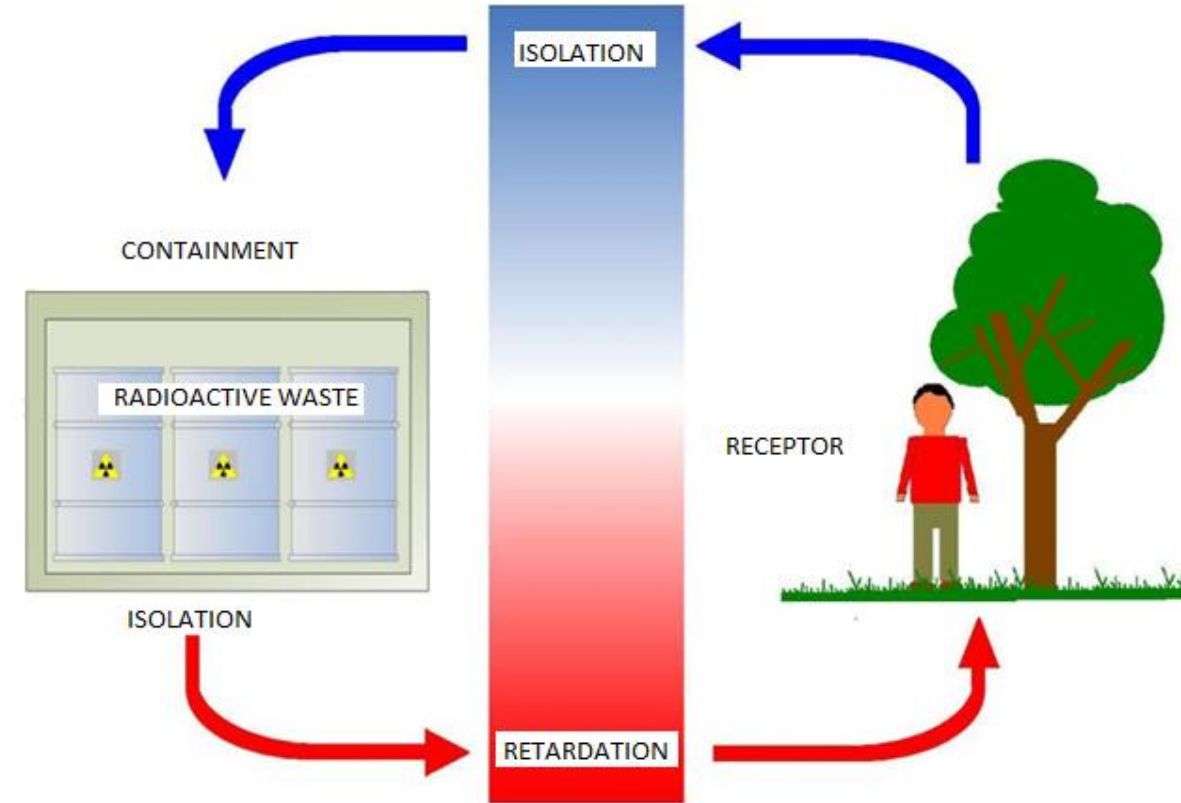 ISOLATION
CONTAINMENT
RADIOACTIVE WASTE
RECEPTOR
ISOLATION
RETARDATION